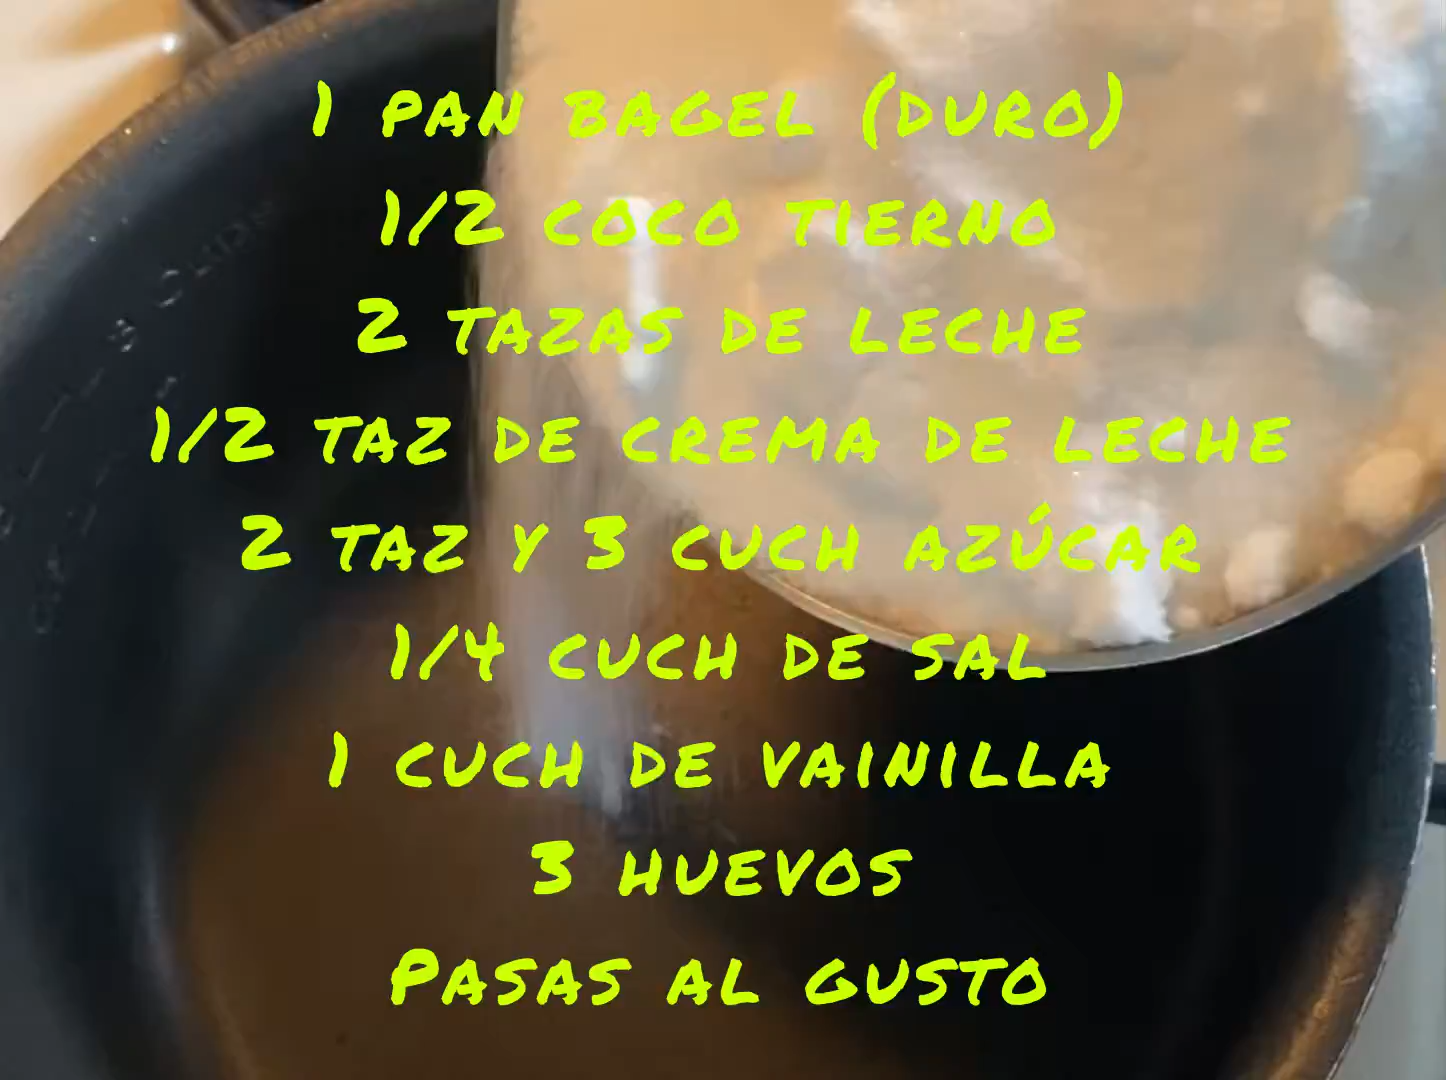 1 PAN BAGEL (DURO)
1/2 COCO TIERNO
2 TAZAS DE LECHE
1/2 TAZ DE CREMA DE LECHE
2 TAZ Y 3 CUCH AZÚCAR
1/4 CUCH DE SAL
1 CUCH DE VAINILLA
3 HUEVOS
PASAS AL GUSTO